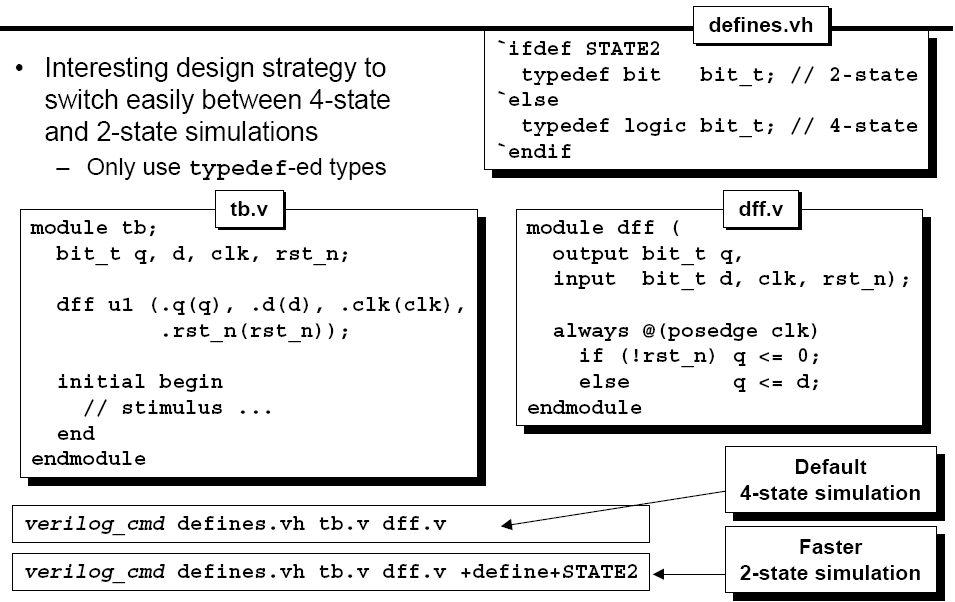 • Interesting design strategy to
switch easily between 4-state
and 2-state simulations
– Only use typedef-ed types
defines.vh
`ifdef STATE2
  typedef bit   bit_t; // 2-state
`else
  typedef logic bit_t; // 4-state
`endif
tb.v
module tb;
  bit_t q, d, clk, rst_n;
  dff u1 (.q(q), .d(d), .clk(clk),
          .rst_n(rst_n));
  initial begin
    // stimulus ...
  end
endmodule
dff.v
module dff (
  output bit_t q,
  input  bit_t d, clk, rst_n);
  always @(posedge clk)
    if (!rst_n) q <= 0;
    else        q <= d;
endmodule
Default
4-state simulation
verilog_cmd defines.vh tb.v dff.v
Faster
2-state simulation
verilog_cmd defines.vh tb.v dff.v +define+STATE2